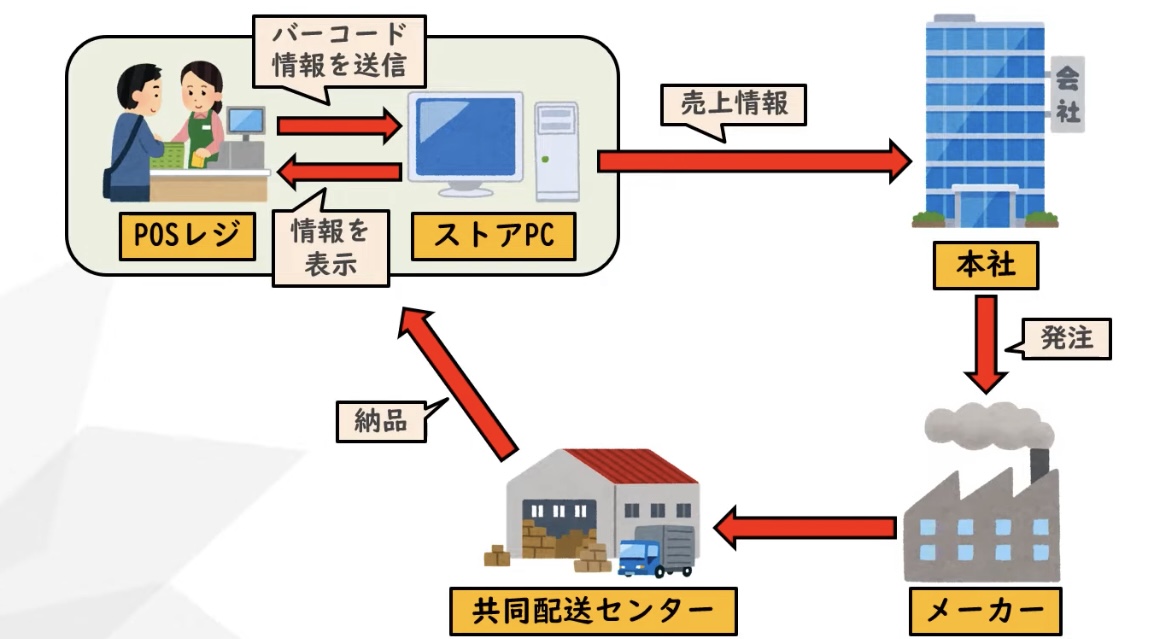 バーコード
情報を送信
POSレジ
情報を
表示
ストアPC
売上情報
会社
本社
発注
納品
共同配送センター
メーカー